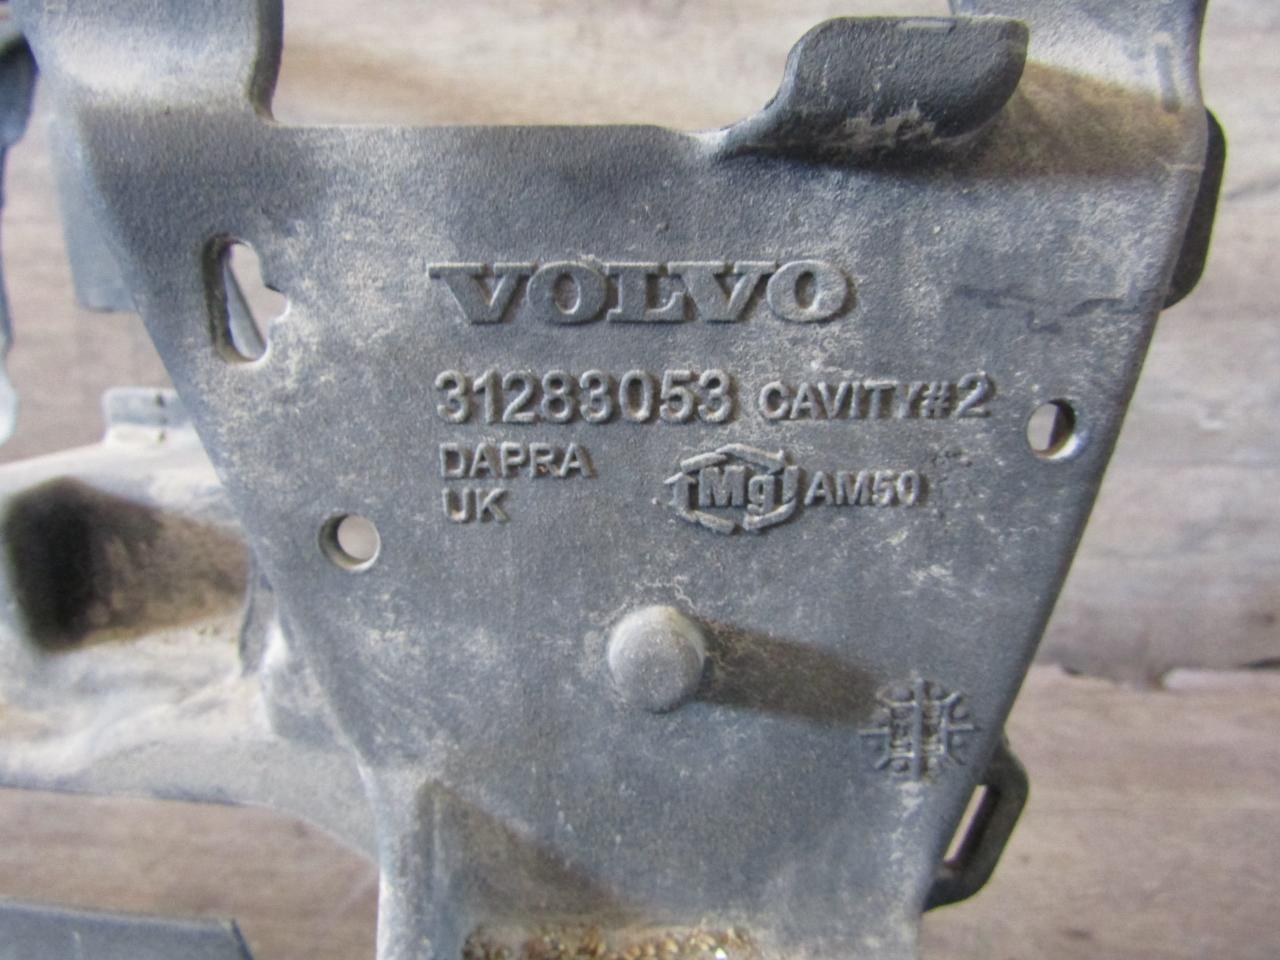 VOLVO
31283053 CAVITY#2
DAPRA
UK
Mg AM50